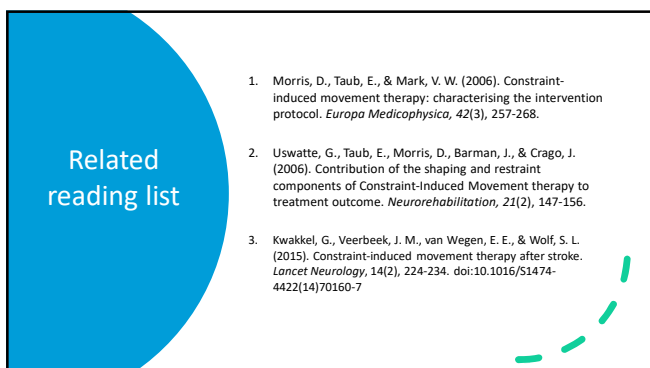 Related
reading list
1. Morris, D., Taub, E., & Mark, V. W. (2006). Constraint-
induced movement therapy: characterising the intervention
protocol. Europa Medicophysica, 42(3), 257-268.
2. Uswatte, G., Taub, E., Morris, D., Barman, J., & Crago, J.
(2006). Contribution of the shaping and restraint
components of Constraint-Induced Movement therapy to
treatment outcome. Neurorehabilitation, 21(2), 147-156.
3. Kwakkel, G., Veerbeek, J. M., van Wegen, E. E., & Wolf, S. L.
(2015). Constraint-induced movement therapy after stroke.
Lancet Neurology, 14(2), 224-234. doi:10.1016/S1474-
4422(14)70160-7